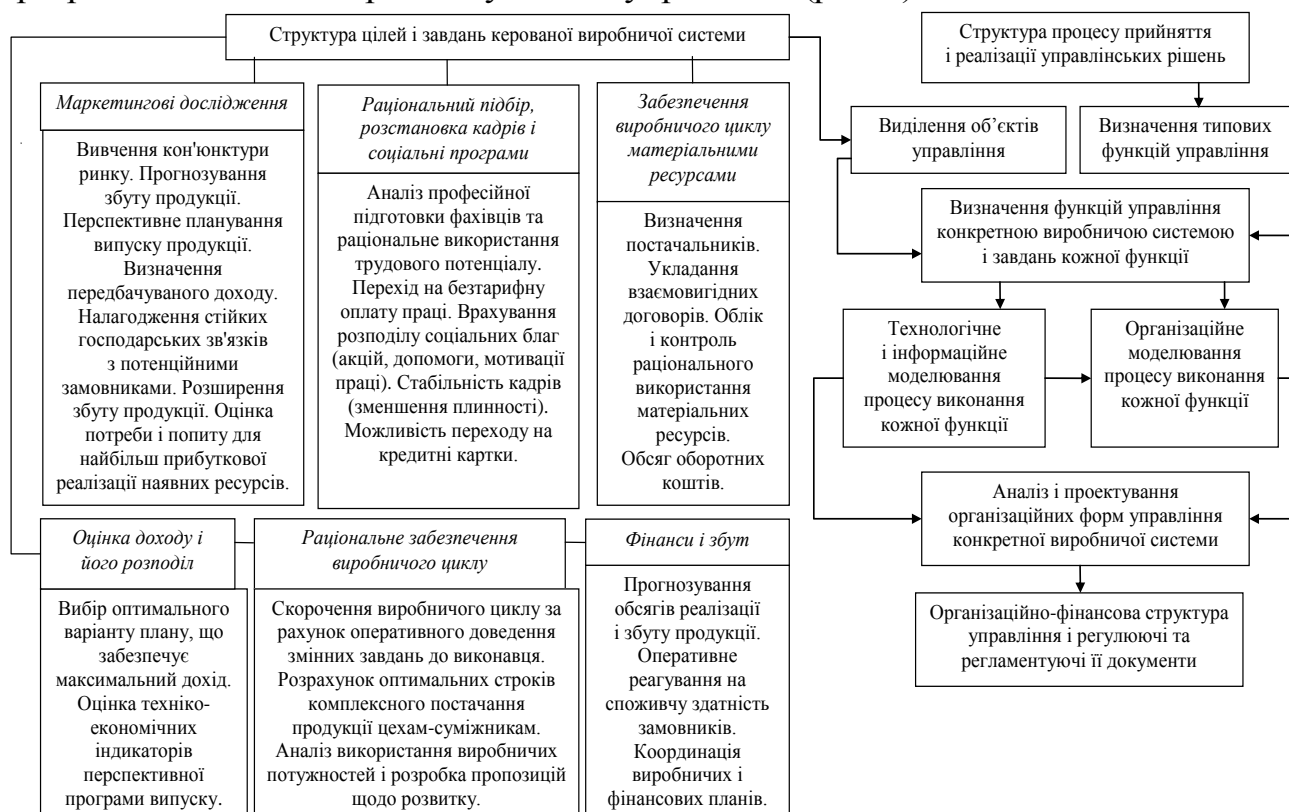 Структура цілей і завдань керованої виробничої системи
Структура процесу прийняття
і реалізації управлінських рішень
Маркетингові дослідження
Вивчення кон'юнктури
ринку. Прогнозування
збуту продукції.
Перспективне планування
випуску продукції.
Визначення
передбачуваного доходу.
Налагодження стійких
господарських зв'язків
з потенційними
замовниками. Розширення
збуту продукції. Оцінка
потреби і попиту для
найбільш прибуткової
реалізації наявних ресурсів.
Раціональний підбір,
розстановка кадрів і
соціальні програми
Аналіз професійної
підготовки фахівців та
раціональне використання
трудового потенціалу.
Перехід на безтарифну
оплату праці. Врахування
розподілу соціальних благ
(акцій, допомоги, мотивації
праці). Стабільність кадрів
(зменшення плинності).
Можливість переходу на
кредитні картки.
Забезпечення
виробничого циклу
матеріальними
ресурсами
Визначення
постачальників.
Укладання
взаємовигідних
договорів. Облік
і контроль
раціонального
використання
матеріальних
ресурсів.
Обсяг оборотних
коштів.
Виділення об’єктів
управління
Визначення типових
функцій управління
Визначення функцій управління
конкретною виробничою системою
і завдань кожної функції
Технологічне
і інформаційне
моделювання
процесу виконання
кожної функції
Організаційне
моделювання
процесу виконання
кожної функції
Аналіз і проектування
організаційних форм управління
конкретної виробничої системи
Організаційно-фінансова структура
управління і регулюючі та
регламентуючі її документи
Оцінка доходу і
його розподіл
Вибір оптимального
варіанту плану, що
забезпечує
максимальний дохід.
Оцінка техніко-
економічних
індикаторів
перспективної
програми випуску.
Раціональне забезпечення
виробничого циклу
Скорочення виробничого циклу за
рахунок оперативного доведення
змінних завдань до виконавця.
Розрахунок оптимальних строків
комплексного постачання
продукції цехам-суміжникам.
Аналіз використання виробничих
потужностей і розробка пропозицій
щодо розвитку.
Фінанси і збут
Прогнозування
обсягів реалізації
і збуту продукції.
Оперативне
реагування на
споживчу здатність
замовників.
Координація
виробничих і
фінансових планів.